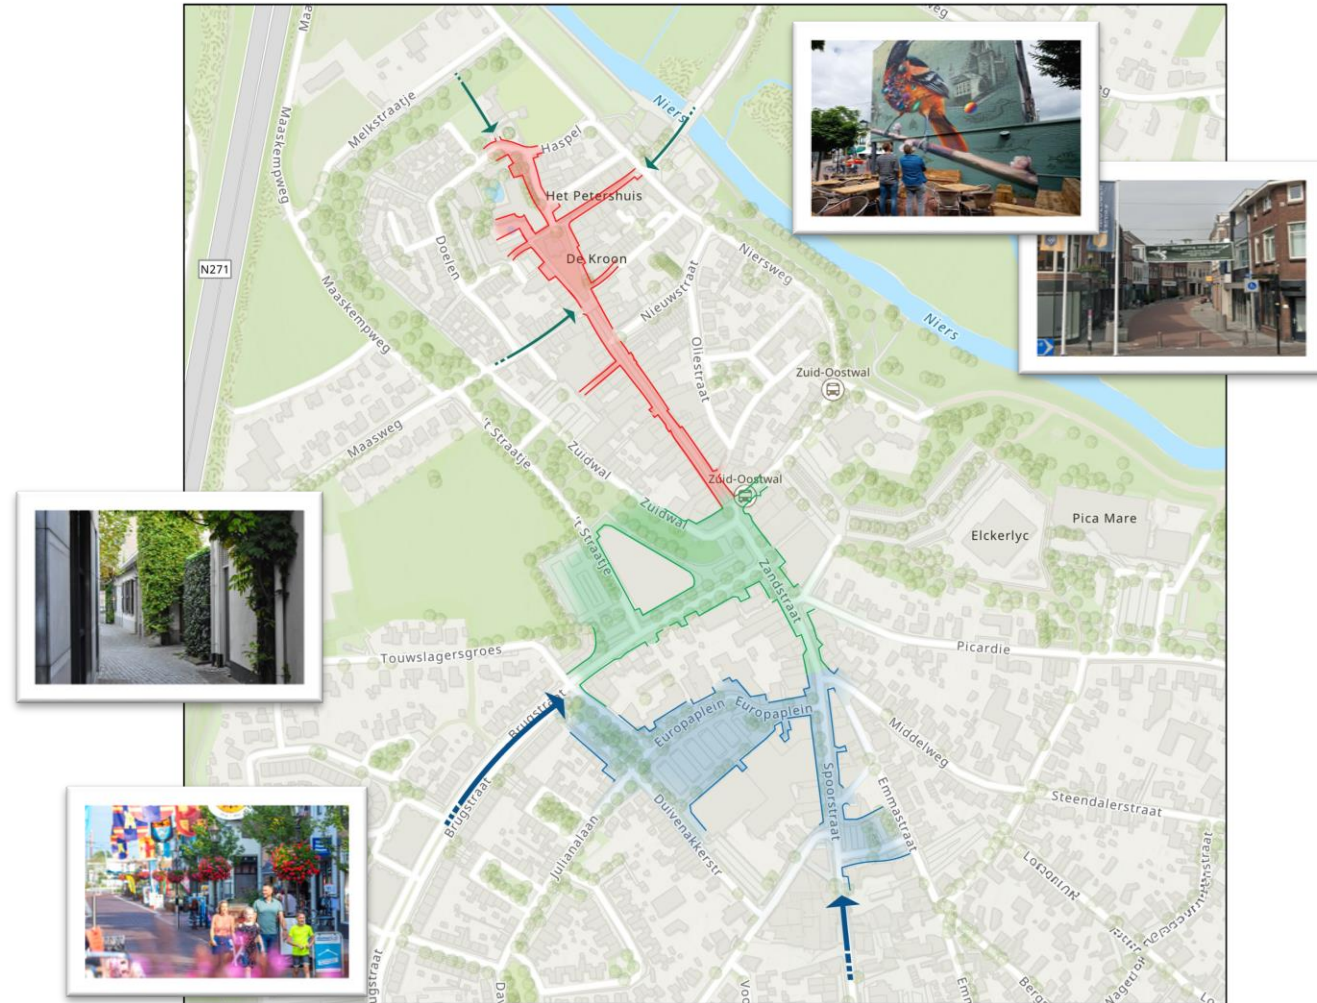 Niers
Melkstraatje
Maaskempweg
Haspel
Het Petershuis
Doelen
De Kroon
Niersweg
N271
Nieuwstraat
Niers
Maaskempweg
Oliestraat
Zuid-Oostwal
Maasweg
't Straatje
Zuidwal
Zuid-Oostwal
Zuidwal
Pica Mare
't Straatje
Elckerlyc
Zandstraat
Picardie
Touwslagersgroes
Brugstraat
Europaplein
Europaplein
Middelweg
Brugstraat
Spoorstraat
Emmastraat
Steendalerstraat
Duivenakkerstr
Julianalaan